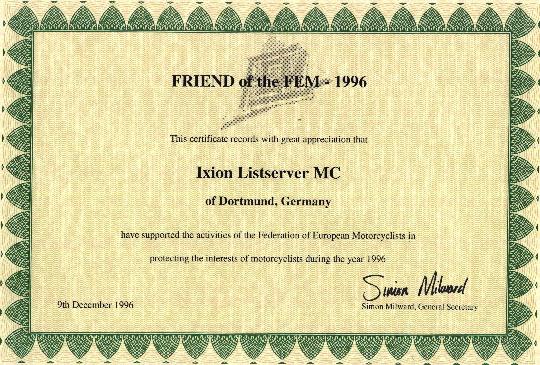 FRIEND of the FEM - 1996
This certificate records with great appreciation that
Ixion Listserver MC
of Dortmund, Germany
have supported the activities of the Federation of European Motorcyclists in
protecting the interests of motorcyclists during the year 1996
Simon Milward
9th December 1996
Simon Milward, General Secretary